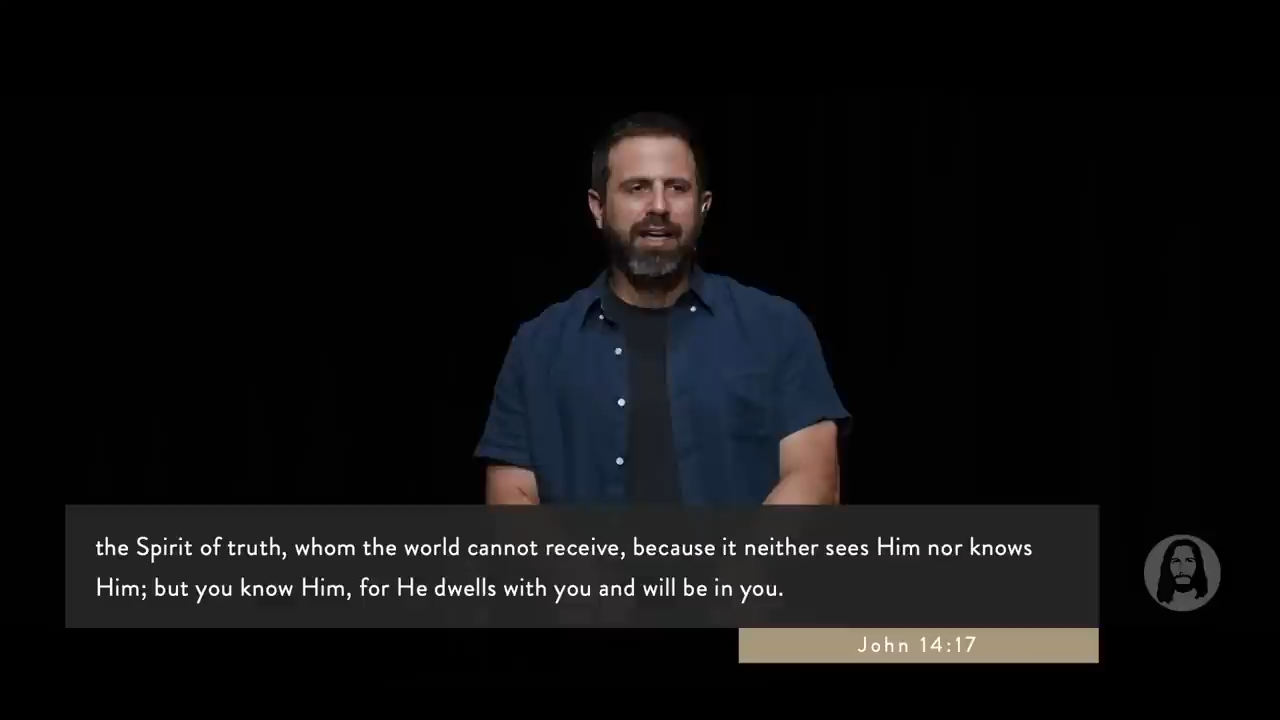 the Spirit of truth, whom the world cannot receive, because it neither sees Him nor knows
Him; but you know Him, for He dwells with you and will be in you.
John 14:17